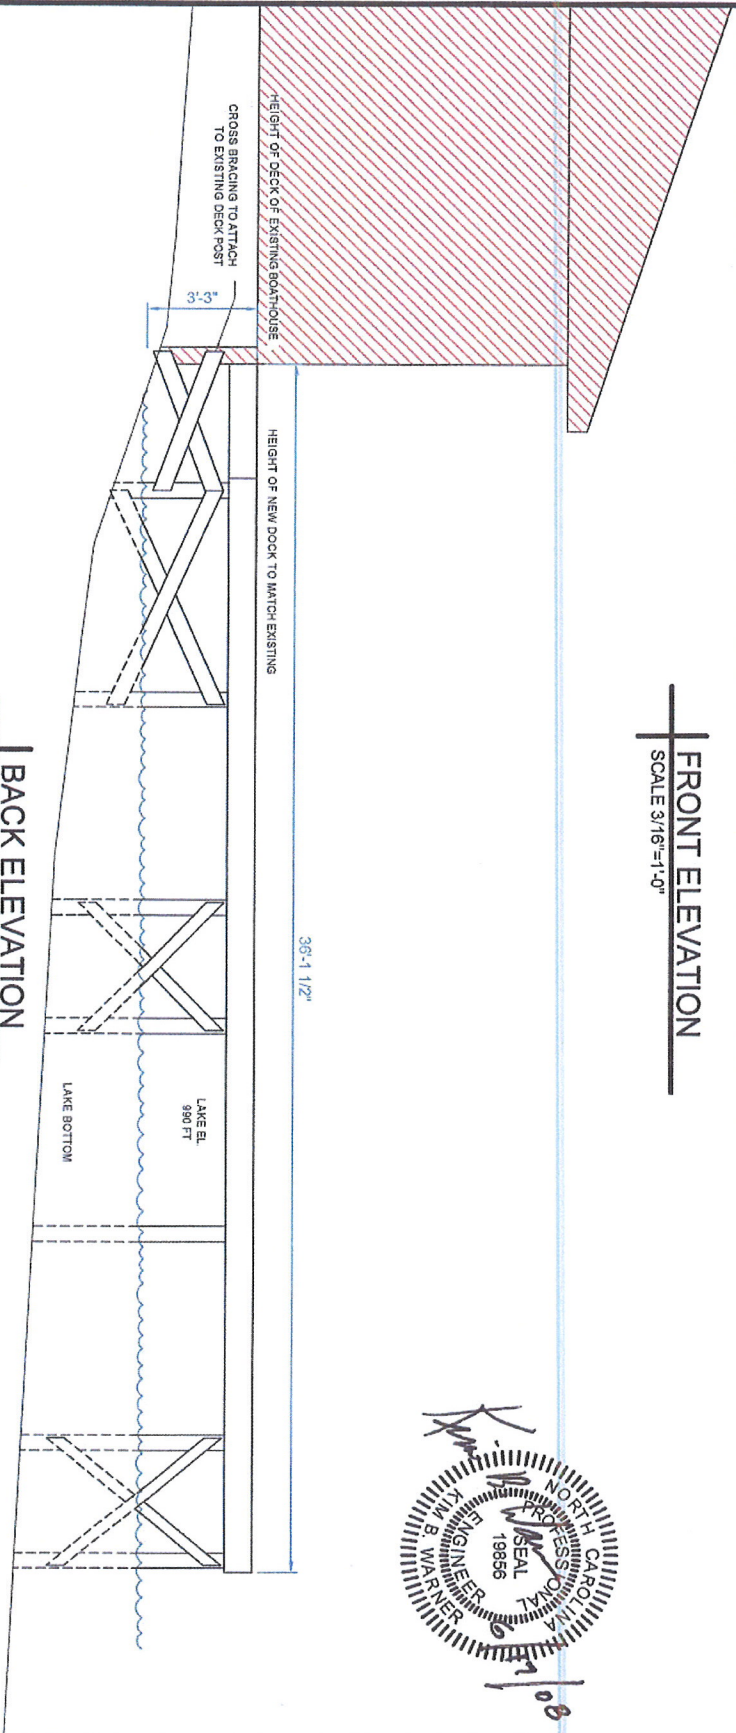 FRONT ELEVATION
SCALE 3/16"=1'-0"
HEIGHT OF DECK OF EXISTING BOATHOUSE
CROSS BRACING TO ATTACH
TO EXISTING DECK POST
3'-3"
HEIGHT OF NEW DOCK TO MATCH EXISTING
36'-1 1/2"
LAKE EL.
990 FT
LAKE BOTTOM
NORTH CAROLINA
PROFESSIONAL
SEAL
19856
ENGINEER
KIM B. WARNER
Kim B. Warner
BACK ELEVATION